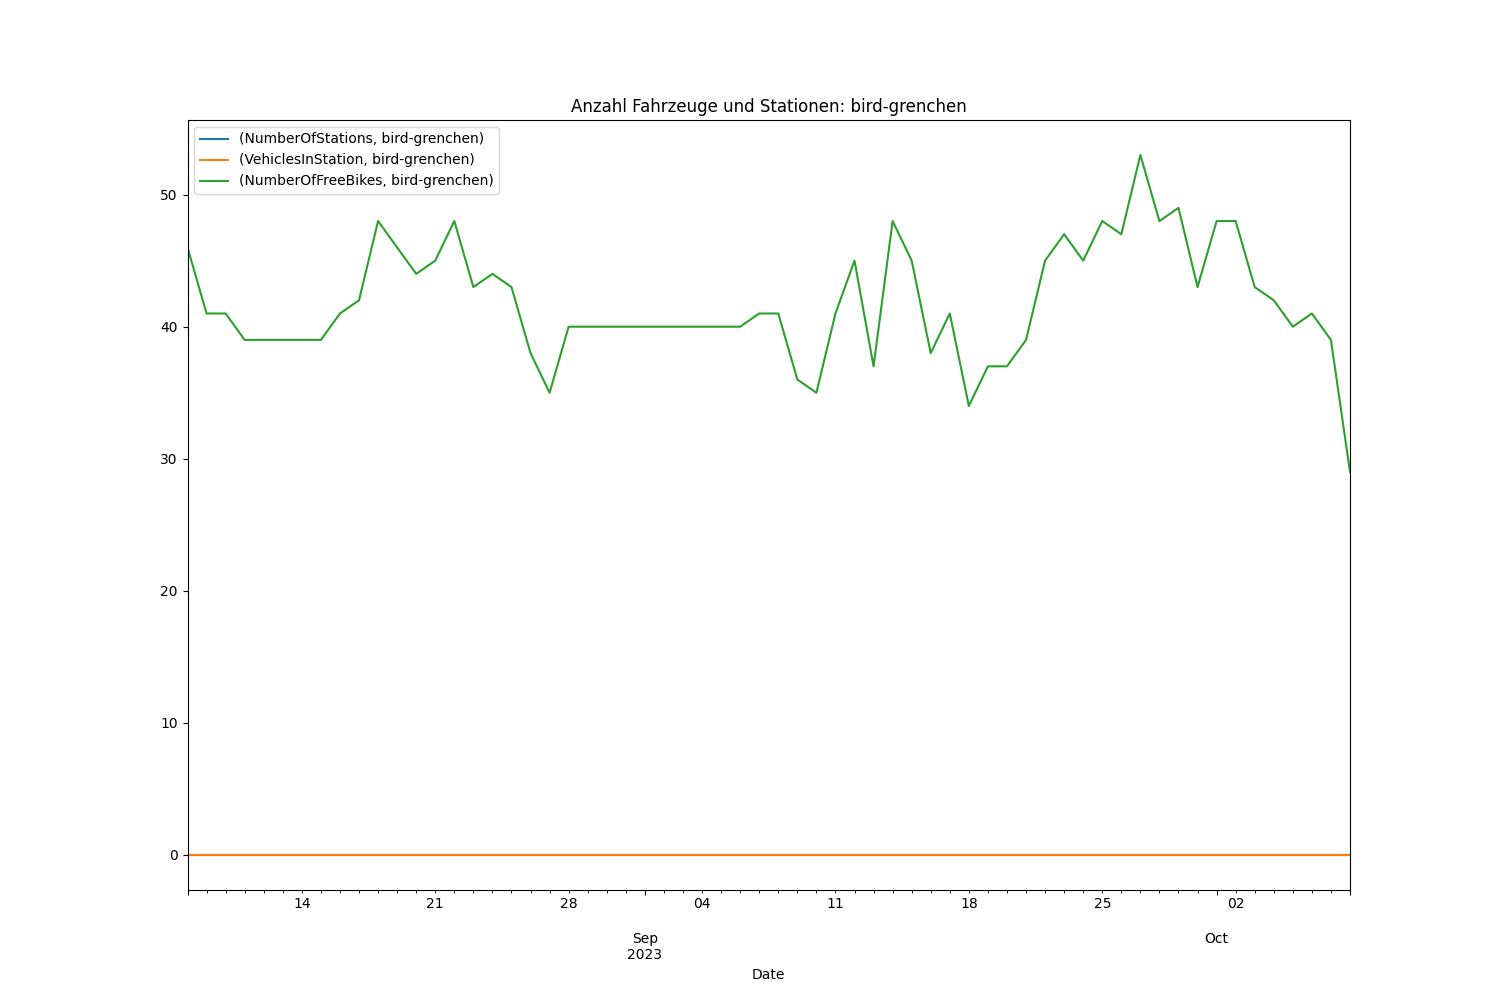 Anzahl Fahrzeuge und Stationen: bird-grenchen
(NumberOfStations, bird-grenchen)
(VehiclesInStation, bird-grenchen)
(NumberOfFreeBikes, bird-grenchen)
50
40
30
20
10
0
14 21 28 04 11 18 25 02
Sep Oct
2023
Date